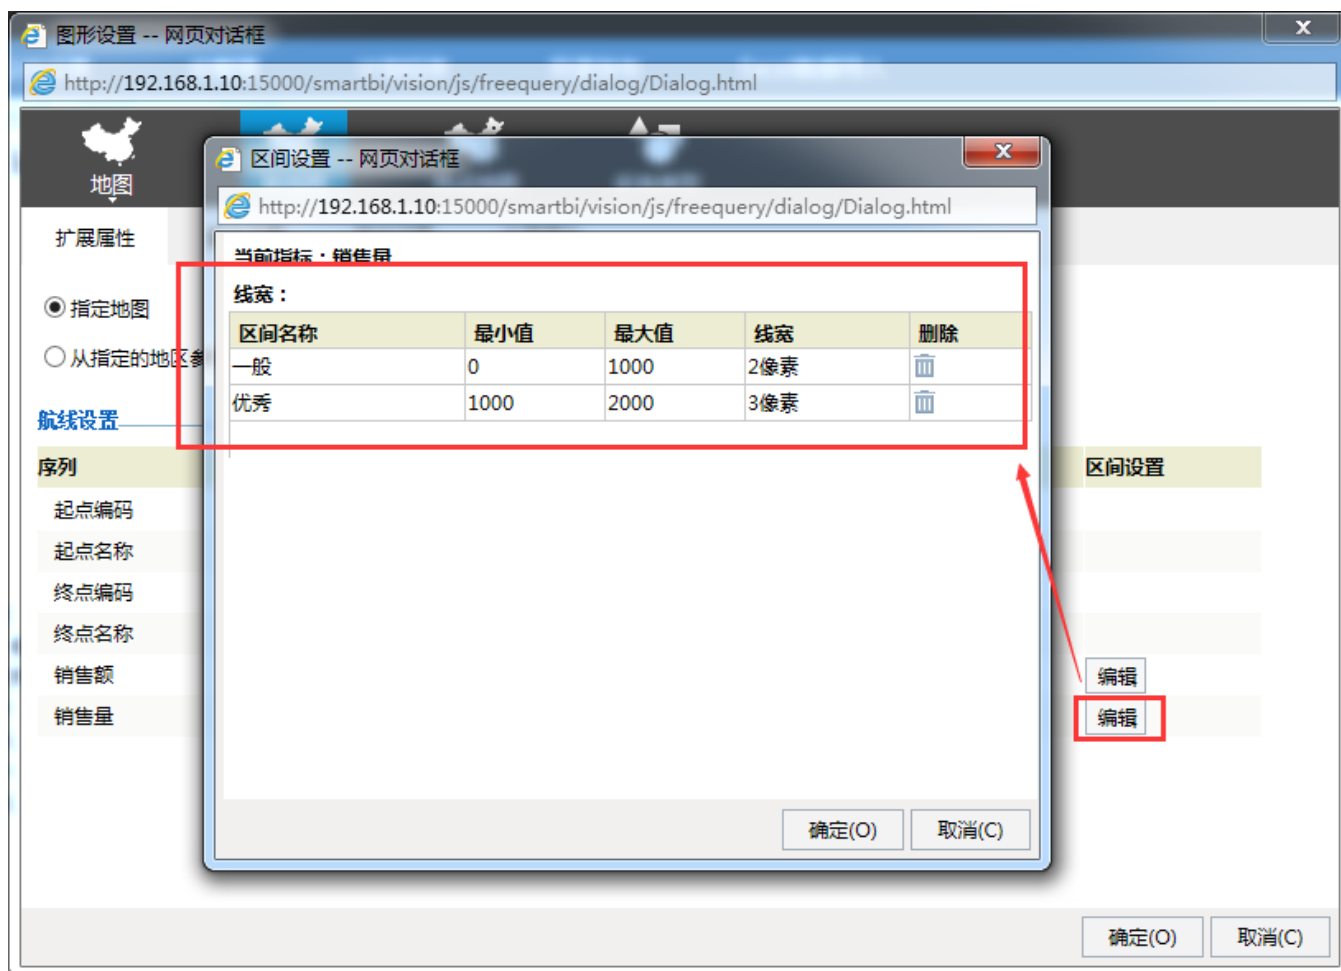 图形设置 -- 网页对话框
http://192.168.1.10:15000/smartbi/vision/js/freequery/dialog/Dialog.html
地图
扩展属性
指定地图
从指定的地区参
航线设置
序列
区间设置
起点编码
起点名称
终点编码
终点名称
销售额
编辑
销售量
编辑
确定(O)
取消(C)
区间设置 -- 网页对话框
http://192.168.1.10:15000/smartbi/vision/js/freequery/dialog/Dialog.html
当前指标：销售量
线宽：
区间名称 最小值 最大值 线宽 删除
一般 0 1000 2像素
优秀 1000 2000 3像素
确定(O)
取消(C)